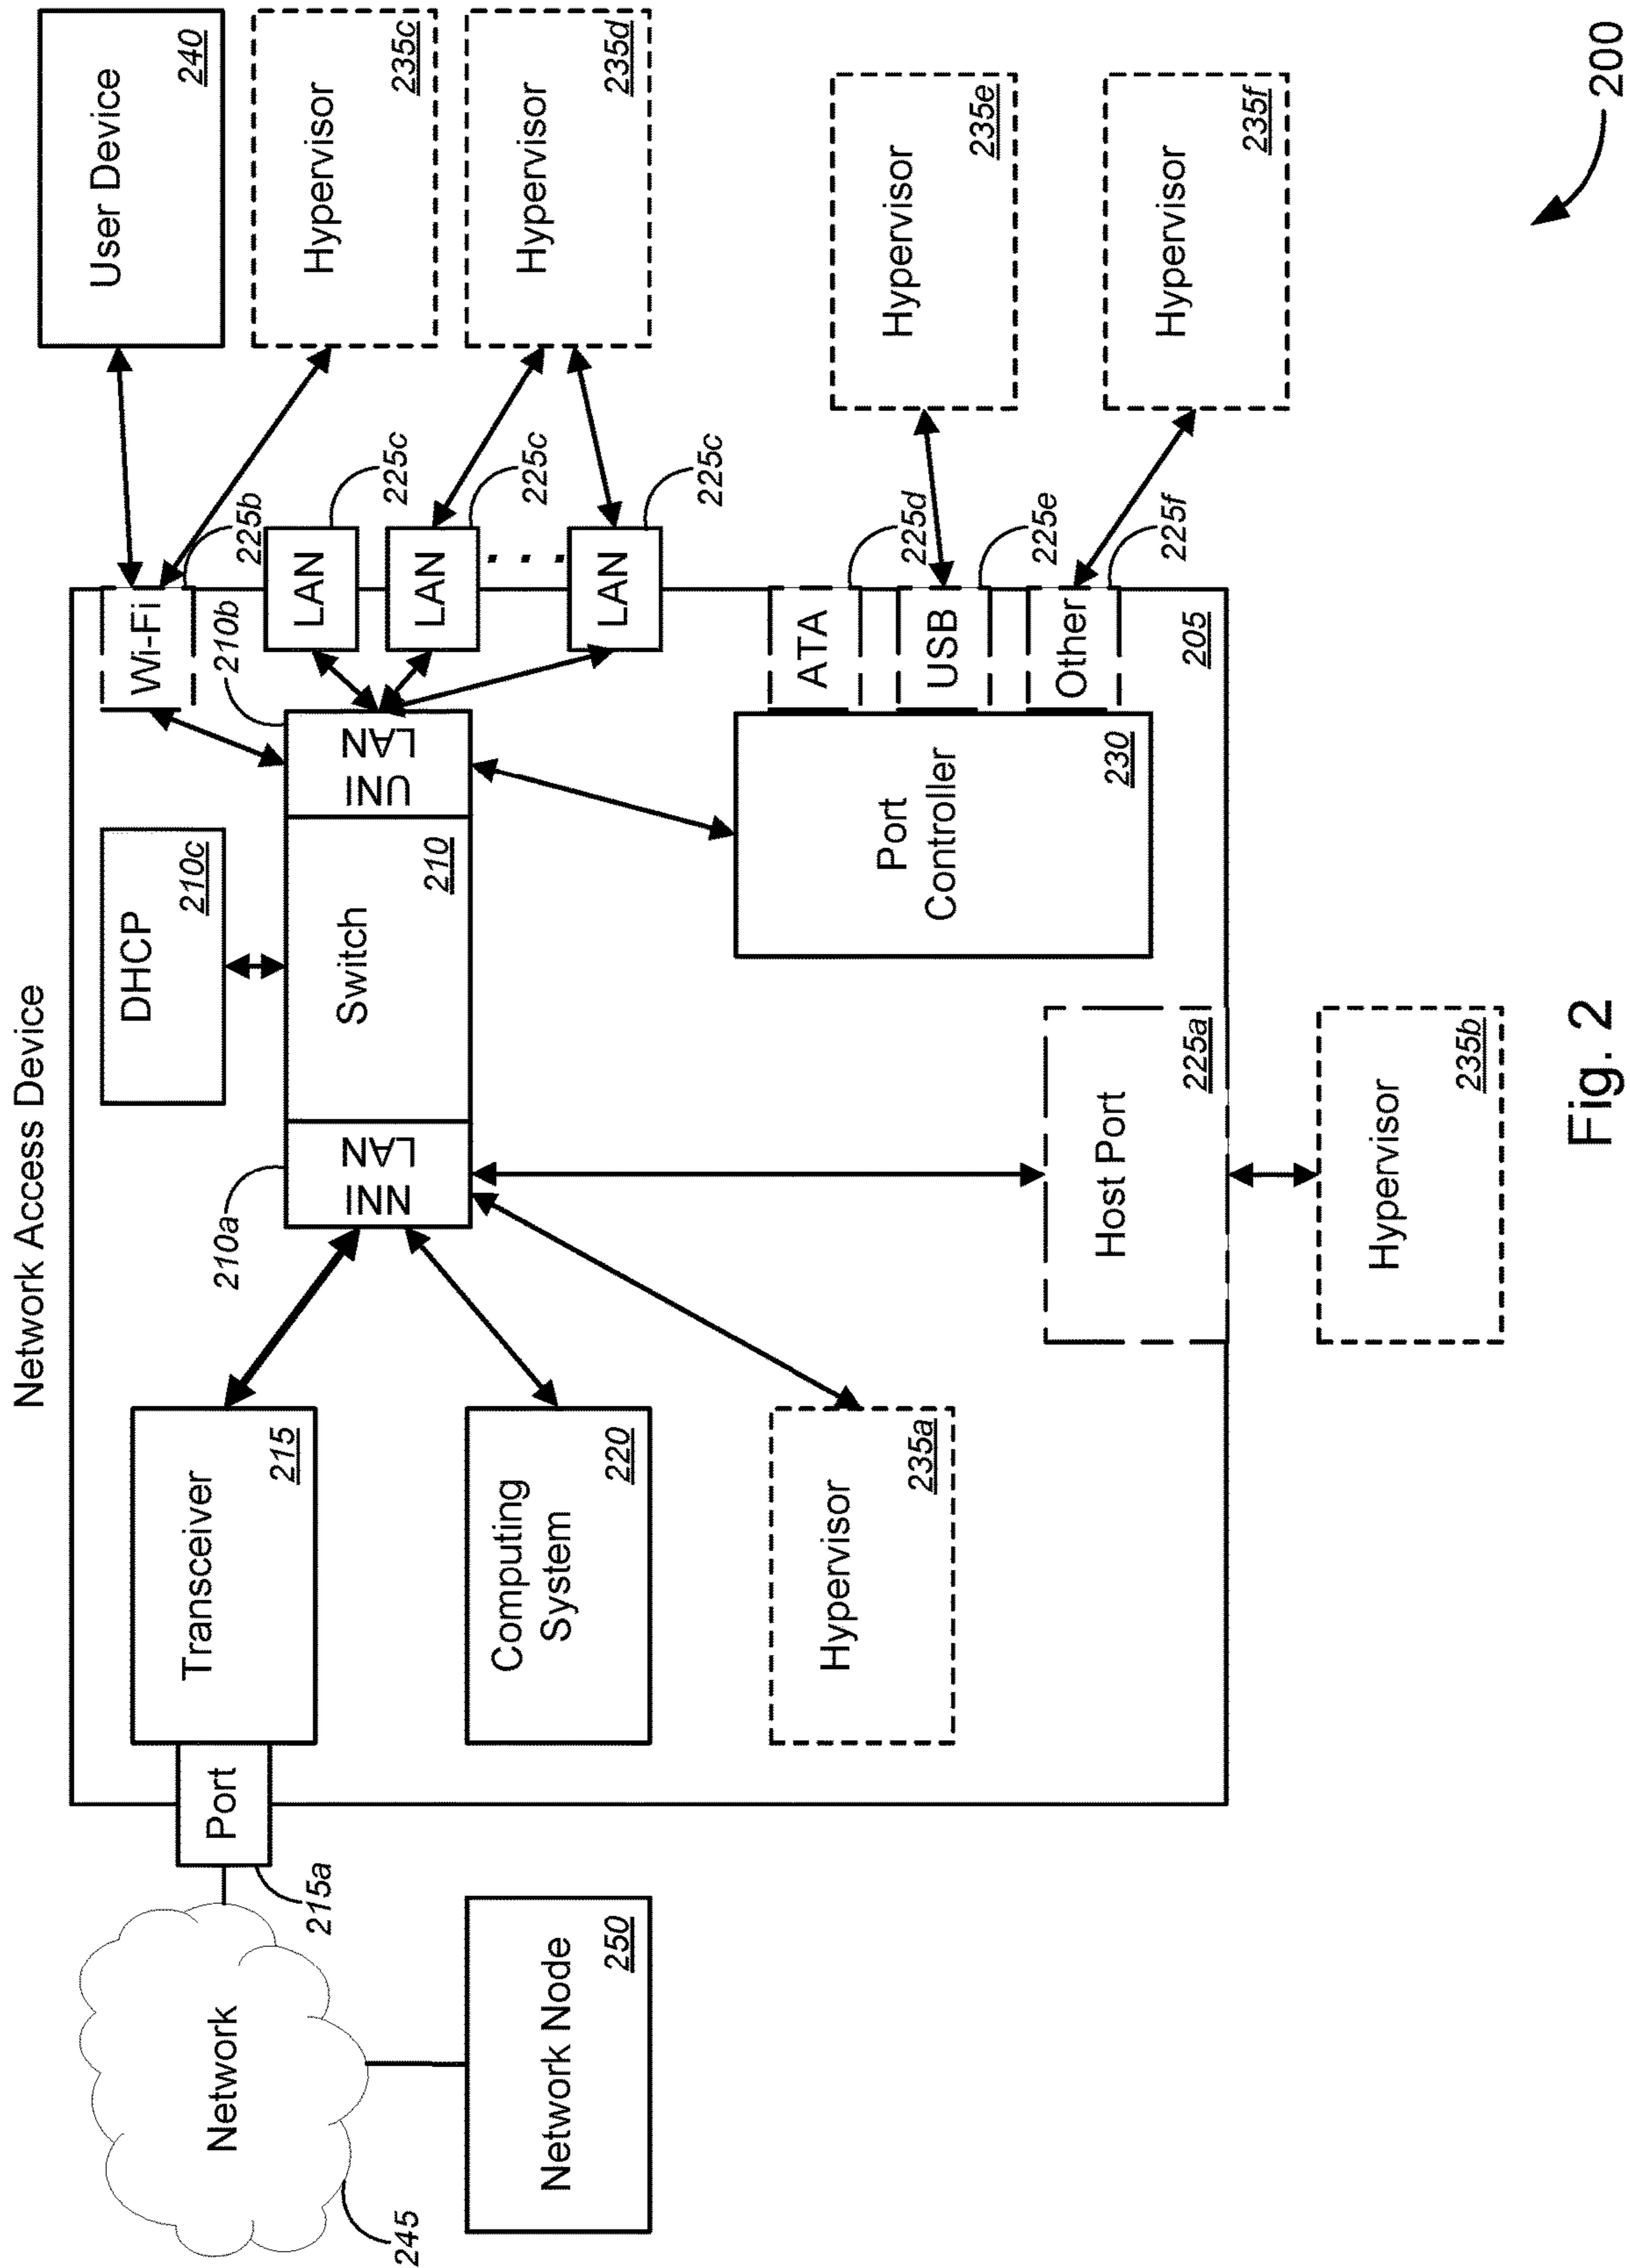 Network Access Device
Network
245
Network Node
250
Port
215a
Transceiver
215
Computing
System
220
Hypervisor
235a
NNI
LAN
210a
Switch
210
UNI
LAN
210b
DHCP
210c
Host Port
225a
Hypervisor
235b
Port
Controller
230
Wi-Fi
225b
LAN
225c
LAN
225c
. . .
LAN
225c
ATA
225d
USB
225e
Other
225f
205
User Device
240
Hypervisor
235c
Hypervisor
235d
Hypervisor
235e
Hypervisor
235f
200
Fig. 2